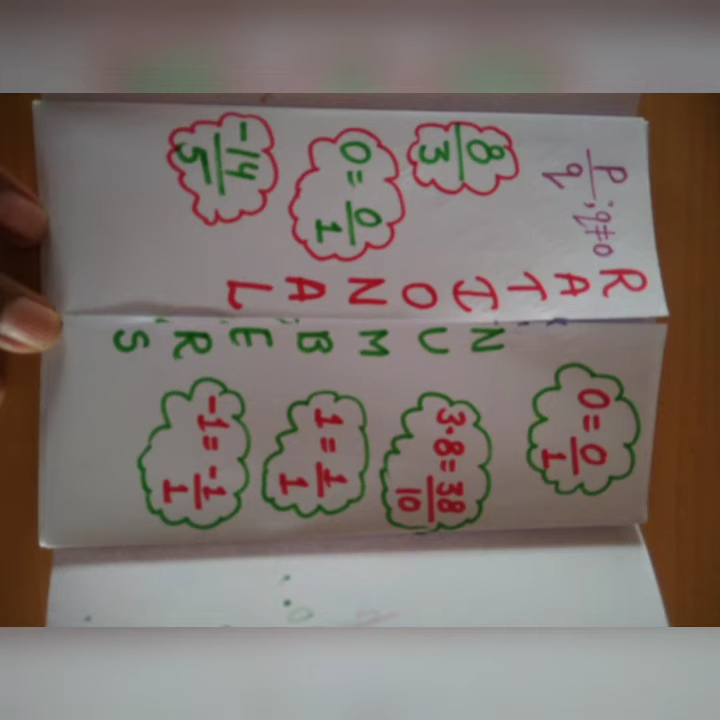 p/q ; q≠0
8/3
0 = 0/1
-14/5
RATIONAL
NUMBERS
0 = 0/1
3.8 = 38/10
1 = 1/1
-1 = -1/1